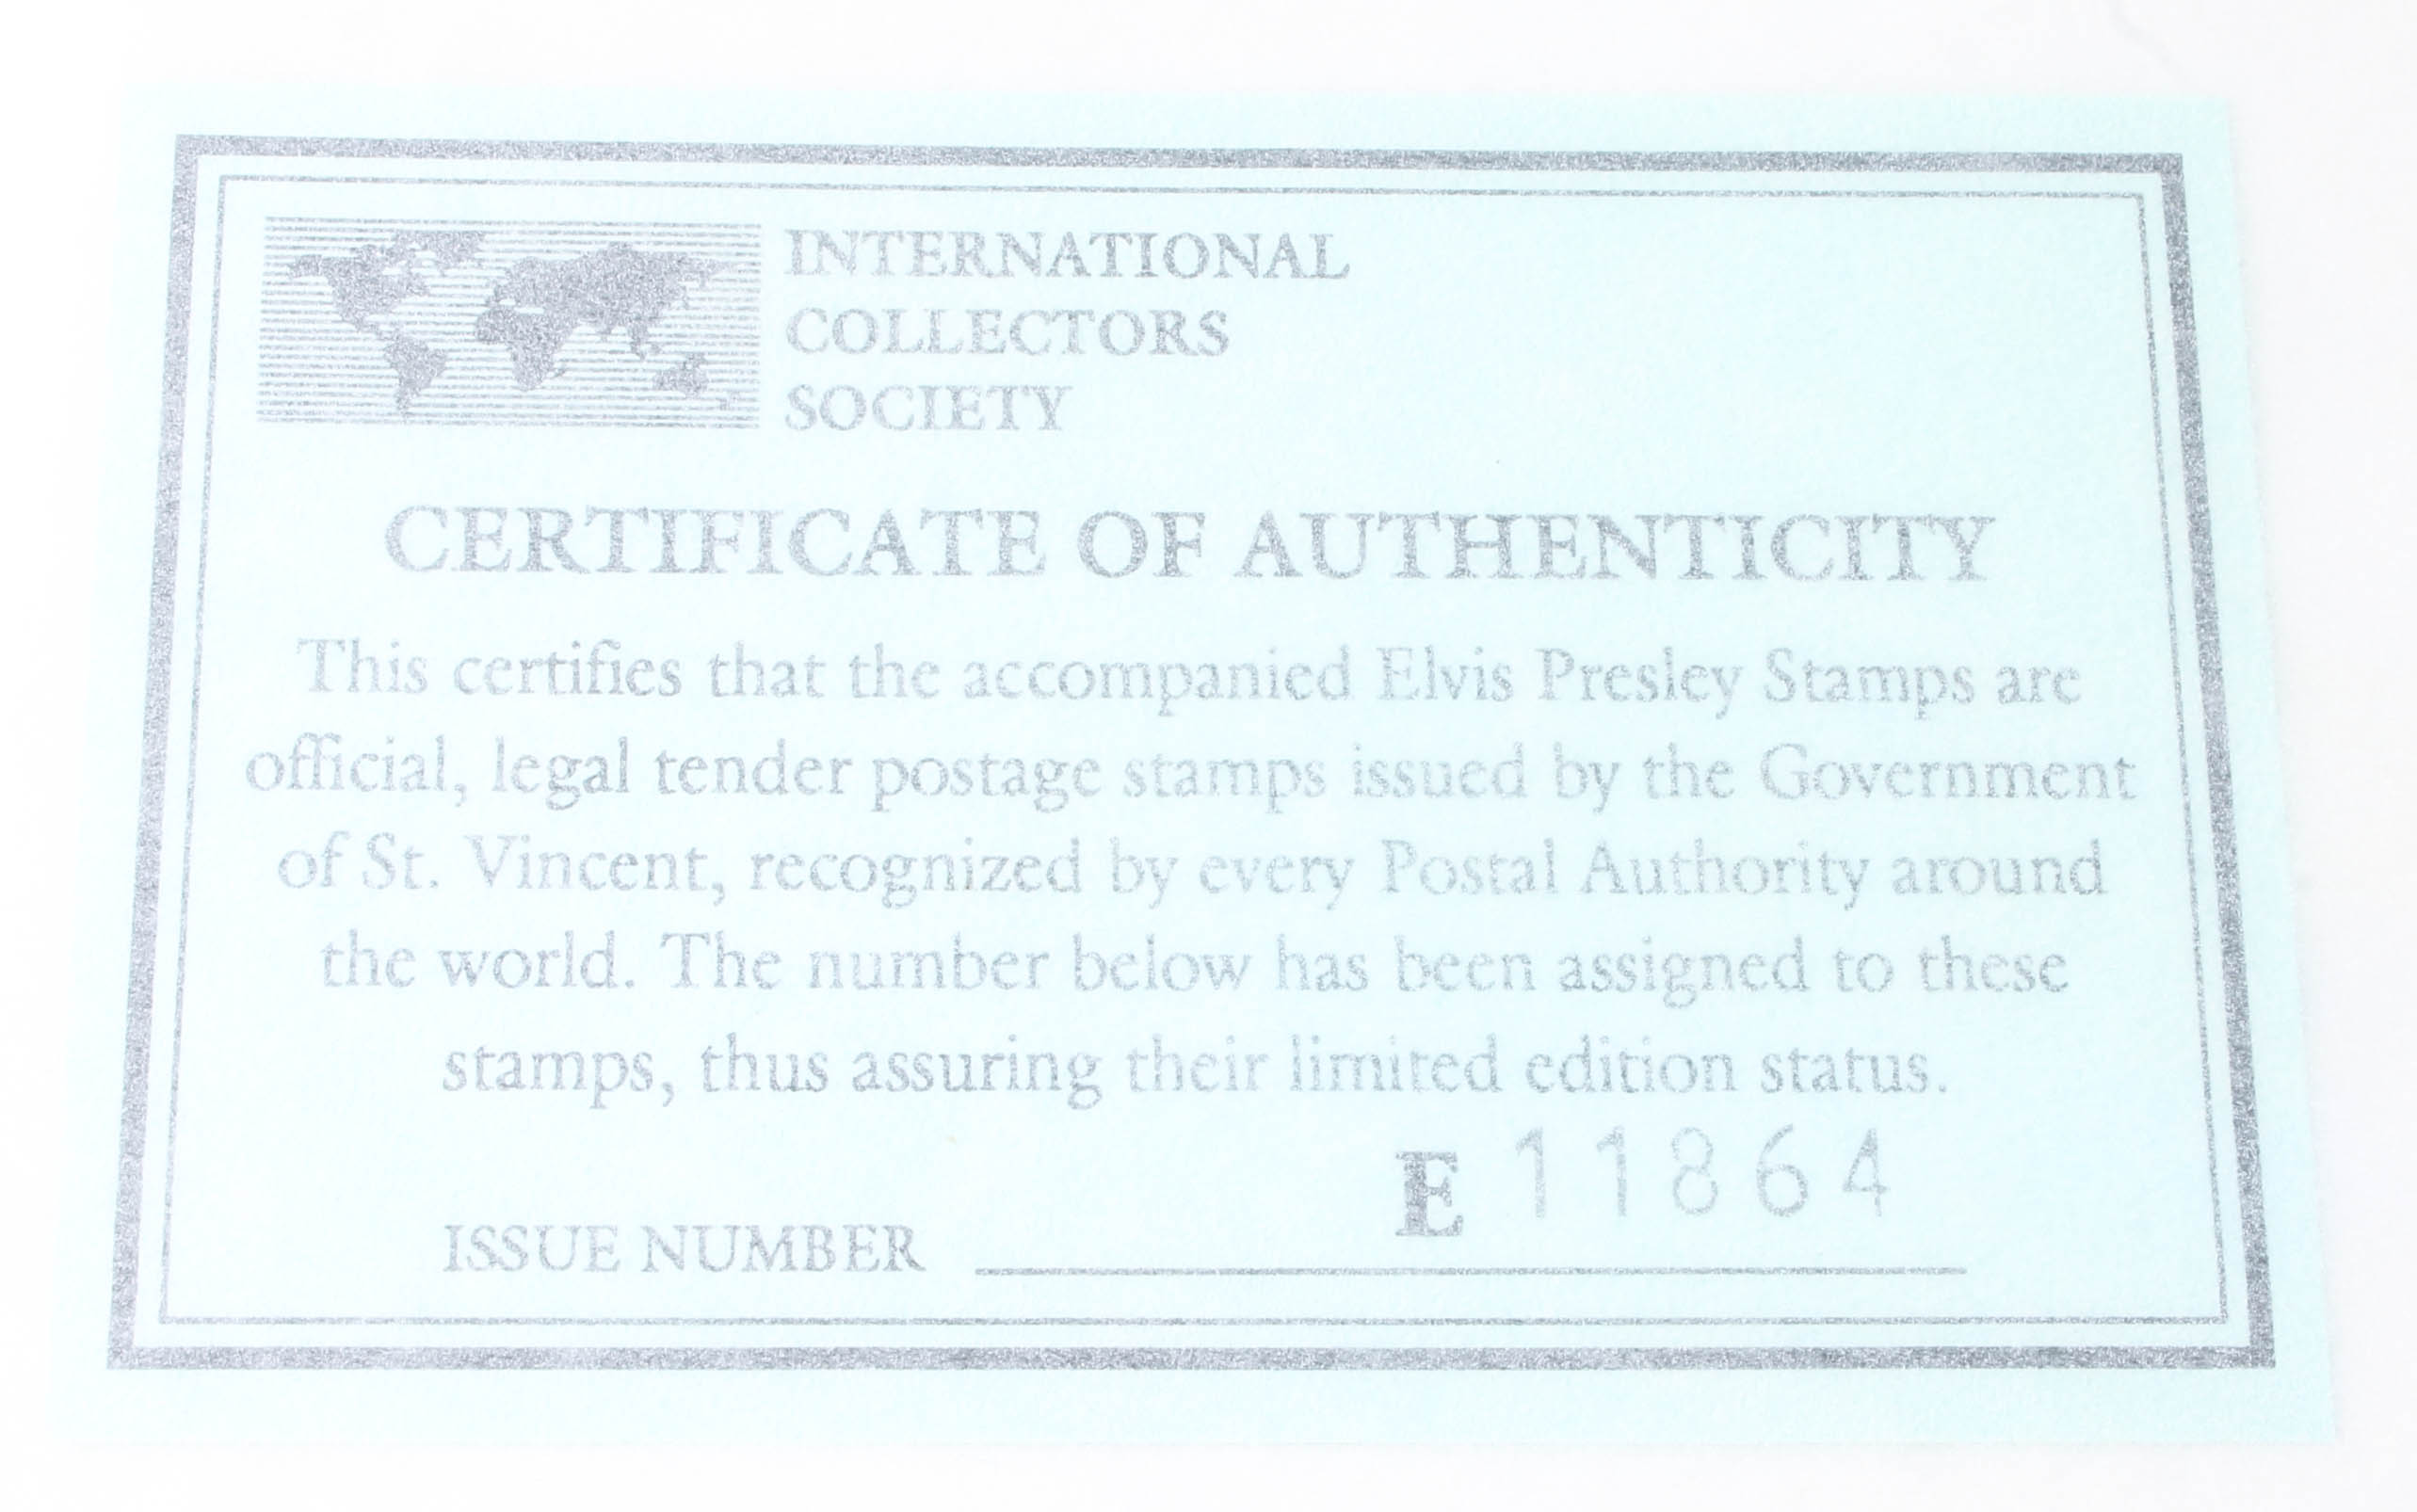 INTERNATIONAL
COLLECTORS
SOCIETY
CERTIFICATE OF AUTHENTICITY
This certifies that the accompanied Elvis Presley Stamps are
official, legal tender postage stamps issued by the Government
of St. Vincent, recognized by every Postal Authority around
the world. The number below has been assigned to these
stamps, thus assuring their limited edition status.
ISSUE NUMBER E 11864